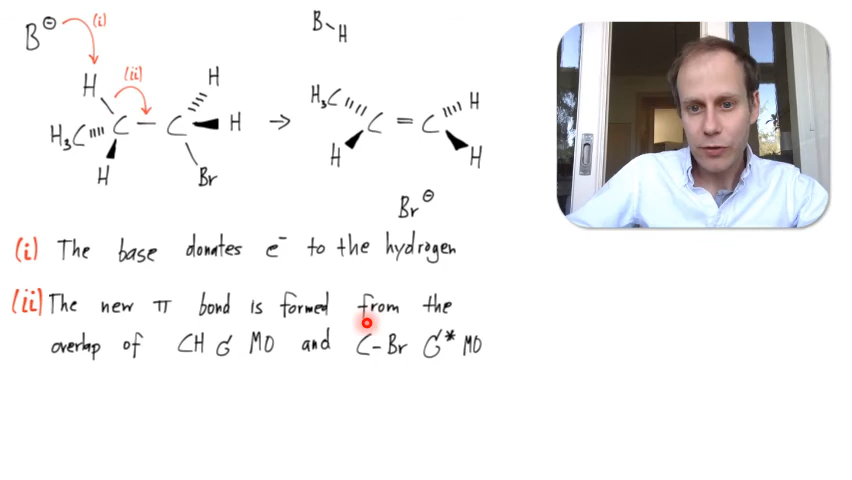 B⊖ (i) B-H
H (ii) H H₃C H
H₃C C - C H → C = C
H Br H H
Br⊖
(i) The base donates e⁻ to the hydrogen
(ii) The new π bond is formed from the
overlap of CH σ MO and C-Br σ* MO